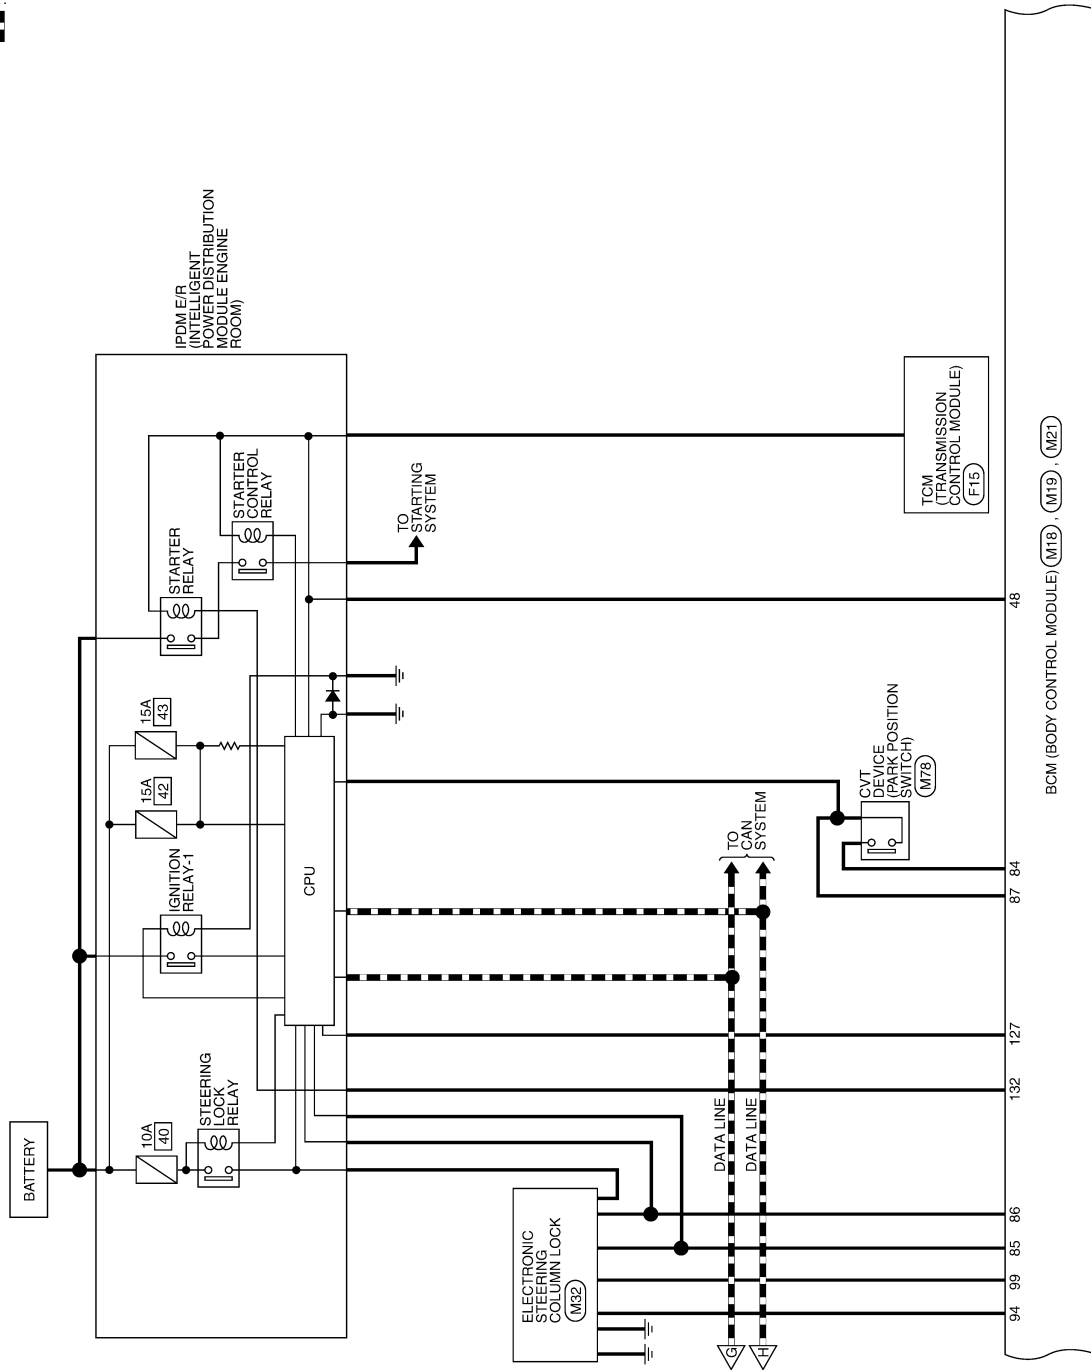 BATTERY
10A
40
STEERING
LOCK
RELAY
IGNITION
RELAY-1
15A
42
15A
43
STARTER
RELAY
STARTER
CONTROL
RELAY
IPDM E/R
(INTELLIGENT
POWER DISTRIBUTION
MODULE ENGINE
ROOM)
CPU
TO
STARTING
SYSTEM
ELECTRONIC
STEERING
COLUMN LOCK
M32
G
H
DATA LINE
DATA LINE
TO
CAN
SYSTEM
CVT
DEVICE
(PARK POSITION
SWITCH)
M78
TCM
(TRANSMISSION
CONTROL MODULE)
F15
94
99
85
86
132
127
87
84
48
BCM (BODY CONTROL MODULE) M18 , M19 , M21